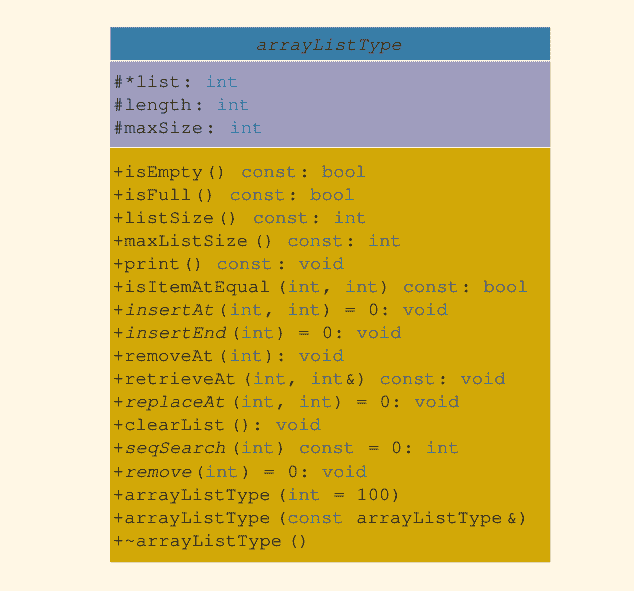 arrayListType
#*list: int
#length: int
#maxSize: int
+isEmpty() const: bool
+isFull() const: bool
+listSize() const: int
+maxListSize() const: int
+print() const: void
+isItemAtEqual(int, int) const: bool
+insertAt(int, int) = 0: void
+insertEnd(int) = 0: void
+removeAt(int): void
+retrieveAt(int, int&) const: void
+replaceAt(int, int) = 0: void
+clearList(): void
+seqSearch(int) const = 0: int
+remove(int) = 0: void
+arrayListType(int = 100)
+arrayListType(const arrayListType&)
+~arrayListType()